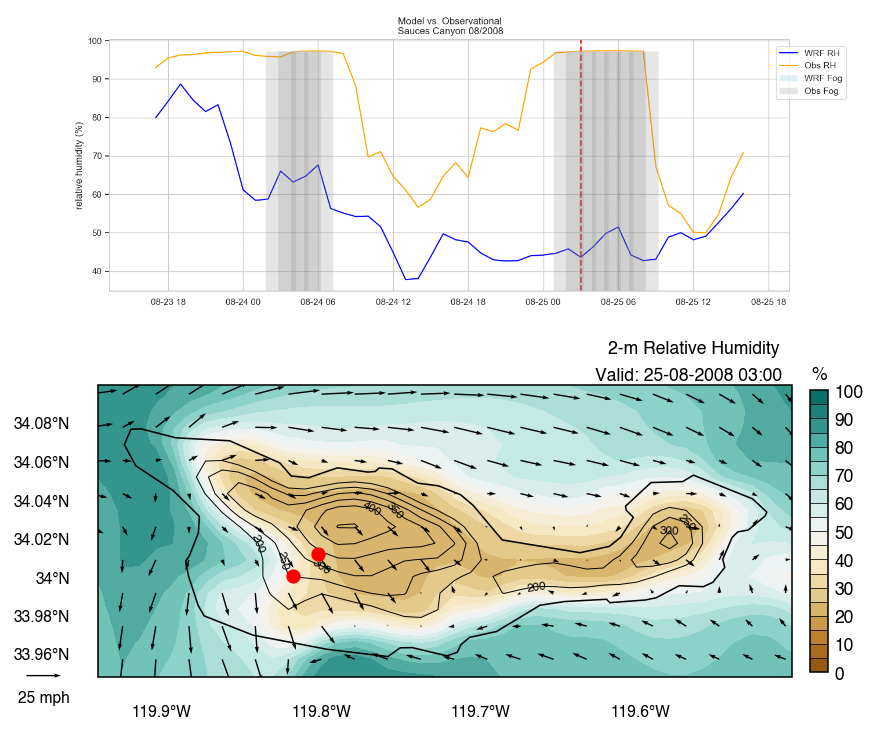 Model vs. Observational
Sauces Canyon 08/2008
relative humidity (%)
100
90
80
70
60
50
40
08-23 18
08-24 00
08-24 06
08-24 12
08-24 18
08-25 00
08-25 06
08-25 12
08-25 18
WRF RH
Obs RH
WRF Fog
Obs Fog
2-m Relative Humidity
Valid: 25-08-2008 03:00
%
34.08°N
34.06°N
34.04°N
34.02°N
34°N
33.98°N
33.96°N
25 mph
119.9°W
119.8°W
119.7°W
119.6°W
400
200
300
200
100
90
80
70
60
50
40
30
20
10
0